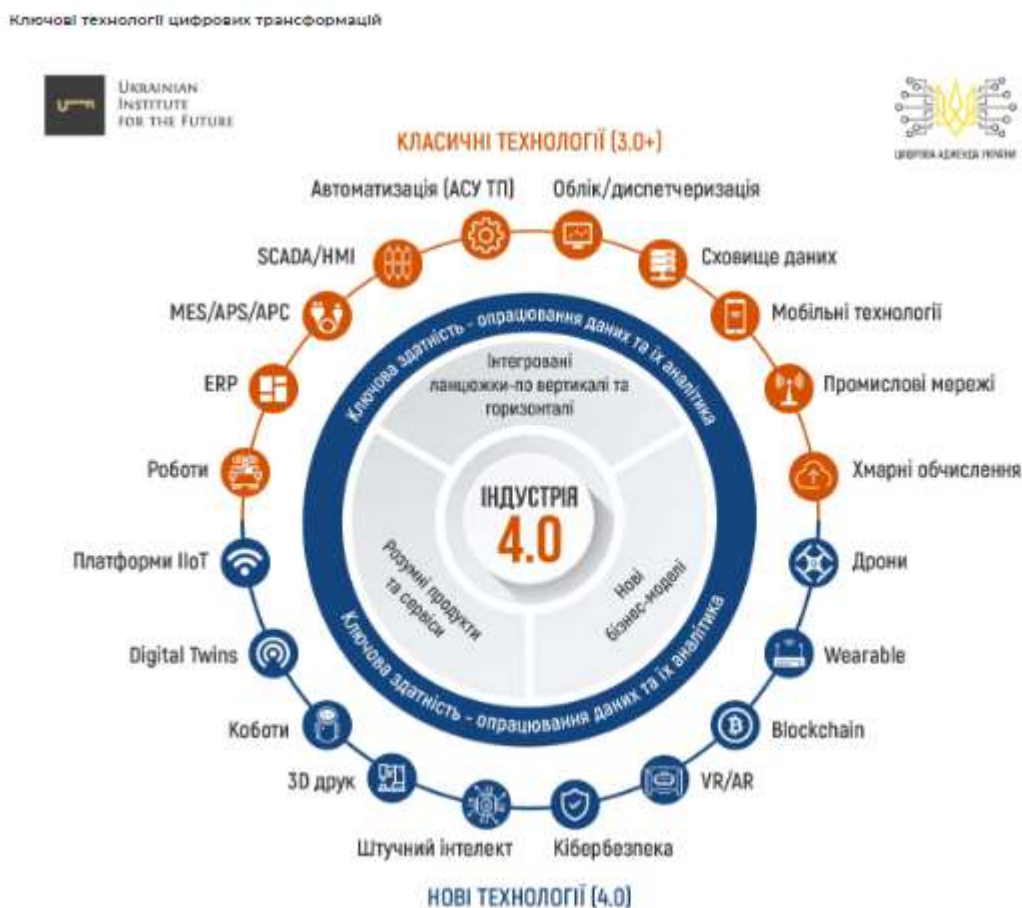 Ключові технології цифрових трансформацій
UKRAINIAN
INSTITUTE
FOR THE FUTURE
ЦИФРОВА АДЖЕНДА УКРАЇНИ
КЛАСИЧНІ ТЕХНОЛОГІЇ (3.0+)
Автоматизація (АСУ ТП)
Облік/диспетчеризація
SCADA/HMI
Сховище даних
MES/APS/APC
Мобільні технології
ERP
Промислові мережі
Роботи
Хмарні обчислення
Ключова здатність - опрацювання даних та їх аналітика
Інтегровані
ланцюжки-по вертикалі та
горизонталі
ІНДУСТРІЯ
4.0
Розумні продукти
та сервіси
Нові
бізнес-моделі
Ключова здатність - опрацювання даних та їх аналітика
Платформи IIoT
Дрони
Digital Twins
Wearable
Коботи
Blockchain
3D друк
VR/AR
Штучний інтелект
Кібербезпека
НОВІ ТЕХНОЛОГІЇ (4.0)